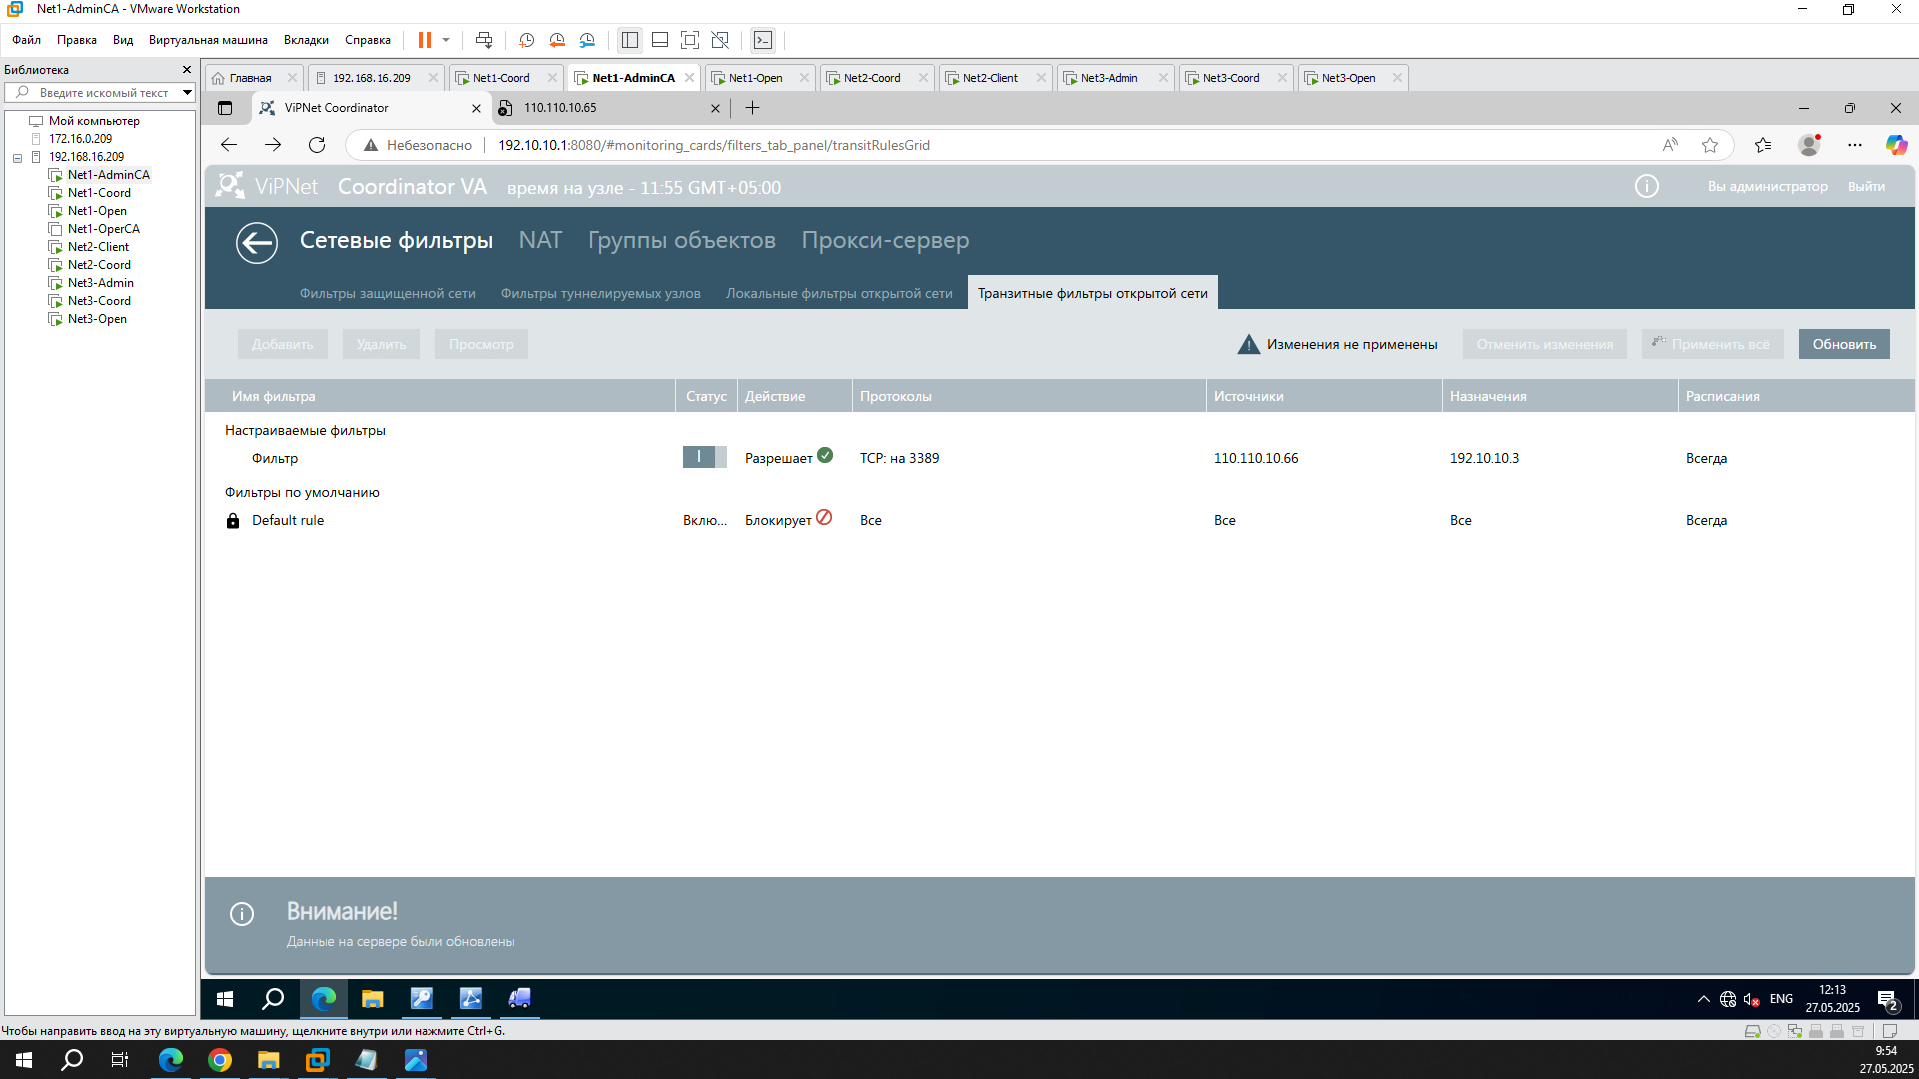 Net1-AdminCA - VMware Workstation
Файл Правка Вид Виртуальная машина Вкладки Справка
Библиотека
Введите искомый текст
Мой компьютер
172.16.0.209
192.168.16.209
Net1-AdminCA
Net1-Coord
Net1-Open
Net1-OperCA
Net2-Client
Net2-Coord
Net3-Admin
Net3-Coord
Net3-Open
Главная 192.168.16.209 Net1-Coord Net1-AdminCA Net1-Open Net2-Coord Net2-Client Net3-Admin Net3-Coord Net3-Open
ViPNet Coordinator 110.110.10.65
Небезопасно 192.10.10.1:8080/#monitoring_cards/filters_tab_panel/transitRulesGrid
ViPNet Coordinator VA время на узле - 11:55 GMT+05:00 Вы администратор Выйти
Сетевые фильтры NAT Группы объектов Прокси-сервер
Фильтры защищенной сети Фильтры туннелируемых узлов Локальные фильтры открытой сети Транзитные фильтры открытой сети
Добавить Удалить Просмотр Изменения не применены Отменить изменения Применить всё Обновить
Имя фильтра Статус Действие Протоколы Источники Назначения Расписания
Настраиваемые фильтры
Фильтр Разрешает TCP: на 3389 110.110.10.66 192.10.10.3 Всегда
Фильтры по умолчанию
Default rule Вклю... Блокирует Все Все Все Всегда
Внимание!
Данные на сервере были обновлены
ENG 12:13
27.05.2025 2
Чтобы направить ввод на эту виртуальную машину, щелкните внутри или нажмите Ctrl+G.
9:54
27.05.2025